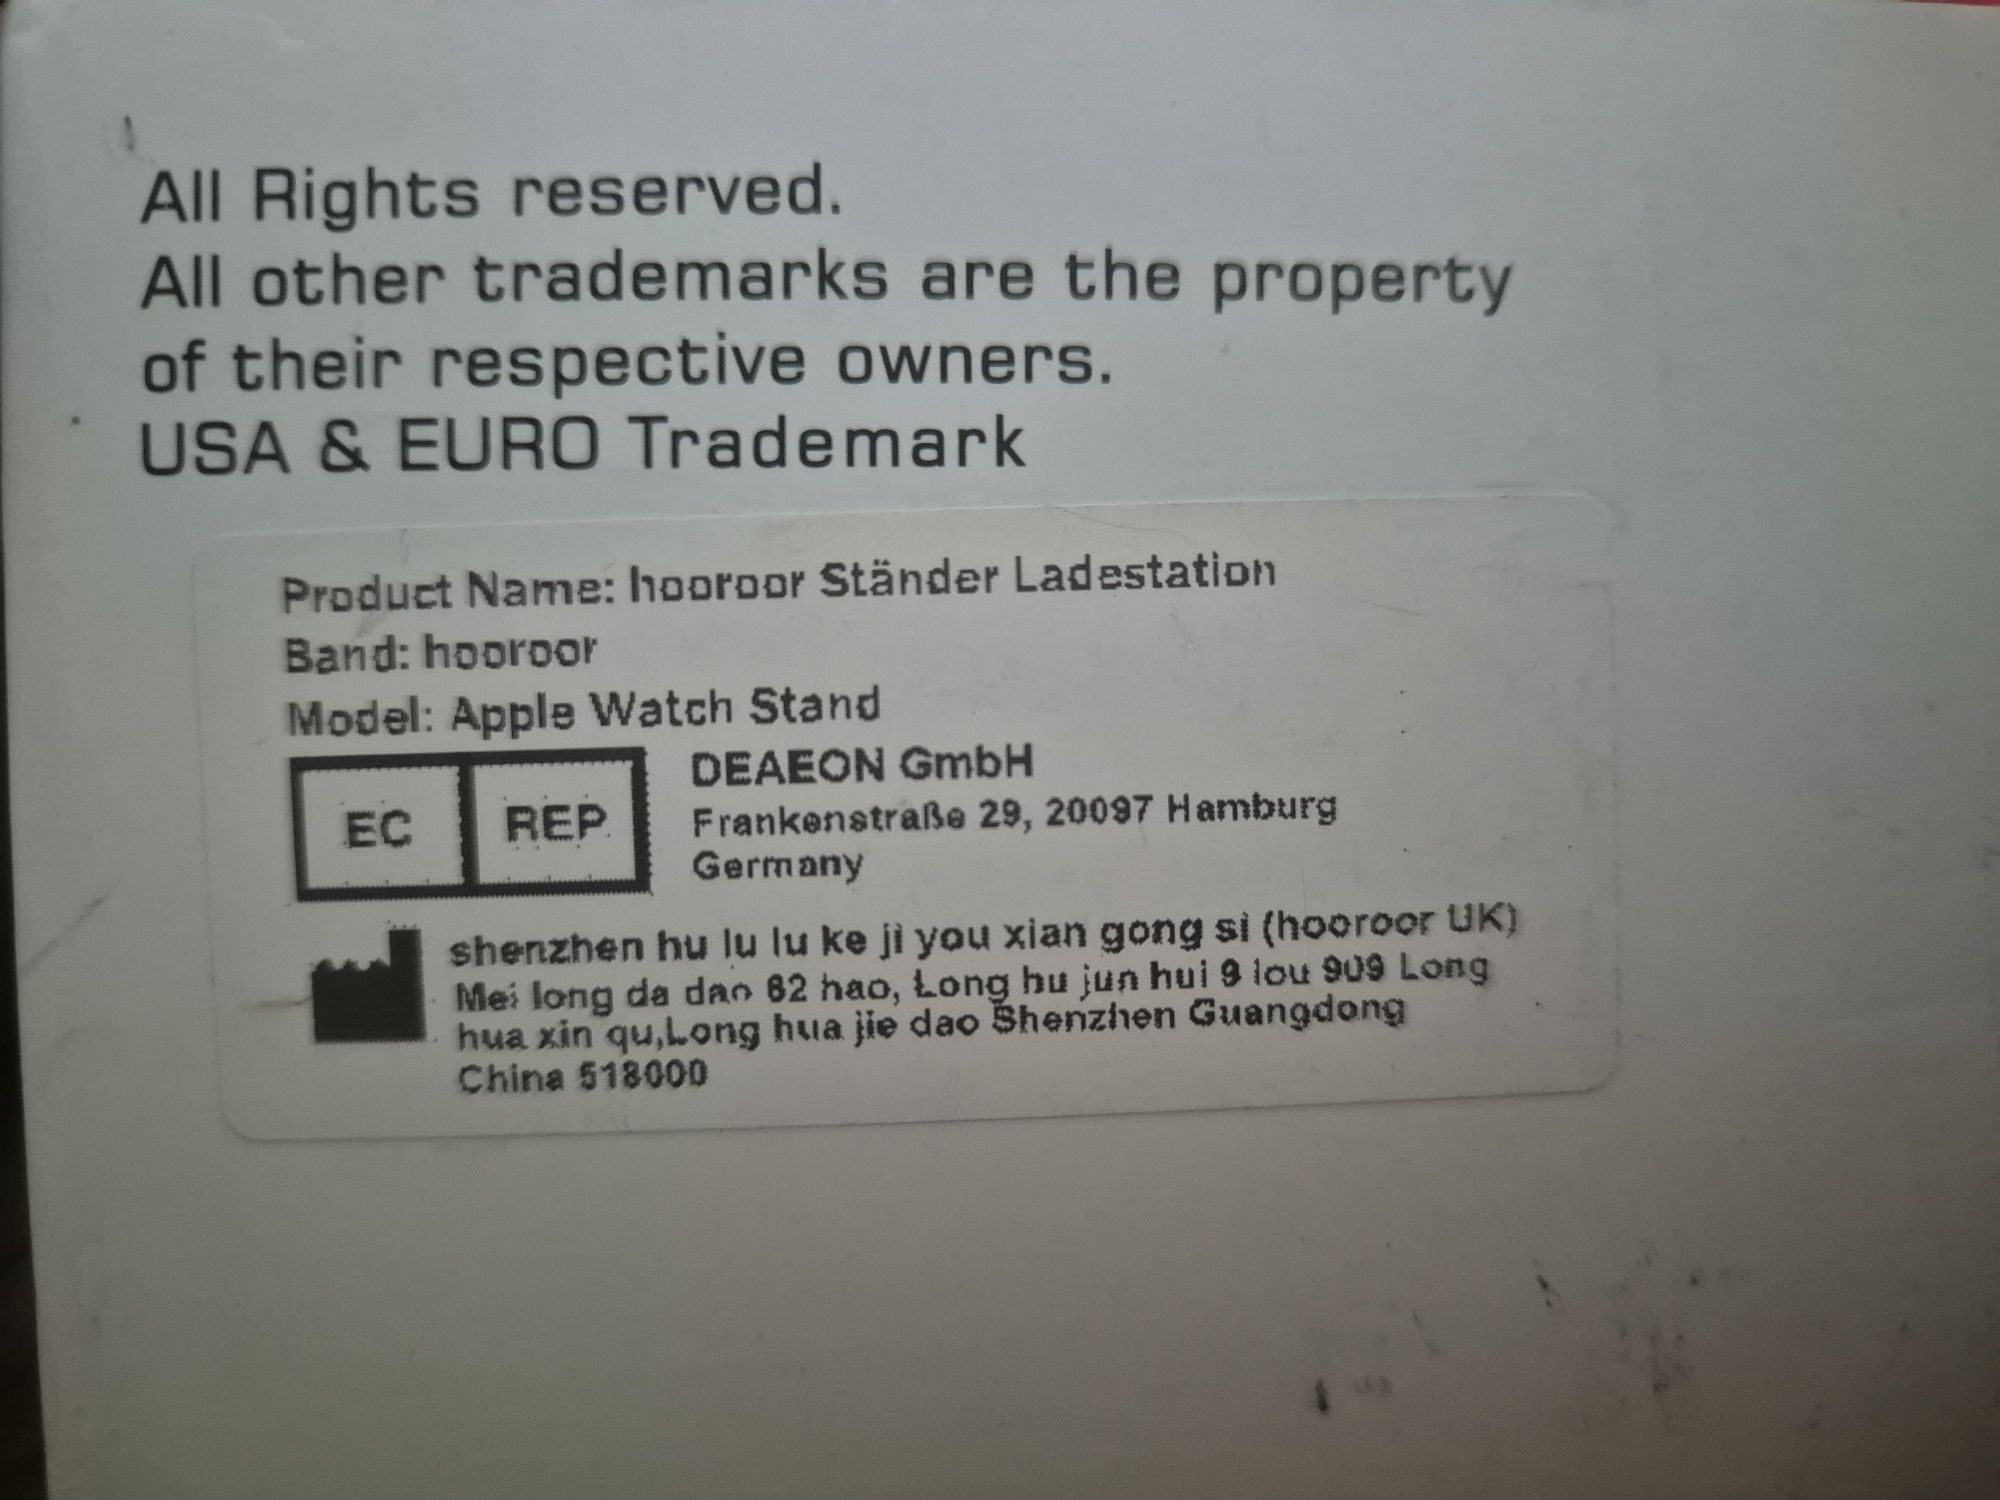 All Rights reserved.
All other trademarks are the property
of their respective owners.
USA & EURO Trademark
Product Name: hooroor Ständer Ladestation
Band: hooroor
Model: Apple Watch Stand
EC REP
DEAEON GmbH
Frankenstraße 29, 20097 Hamburg
Germany
shenzhen hu lu lu ke ji you xian gong si (hooroor UK)
Mei long da dao 62 hao, Long hu jun hui 9 lou 909 Long
hua xin qu,Long hua jie dao Shenzhen Guangdong
China 518000